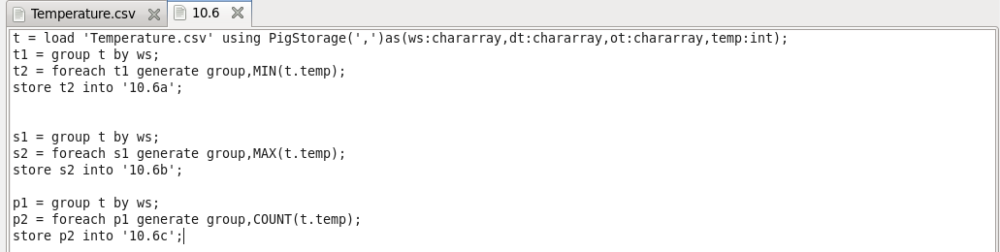 Temperature.csv
10.6
t = load 'Temperature.csv' using PigStorage(',')as(ws:chararray,dt:chararray,ot:chararray,temp:int);
t1 = group t by ws;
t2 = foreach t1 generate group,MIN(t.temp);
store t2 into '10.6a';
s1 = group t by ws;
s2 = foreach s1 generate group,MAX(t.temp);
store s2 into '10.6b';
p1 = group t by ws;
p2 = foreach p1 generate group,COUNT(t.temp);
store p2 into '10.6c';